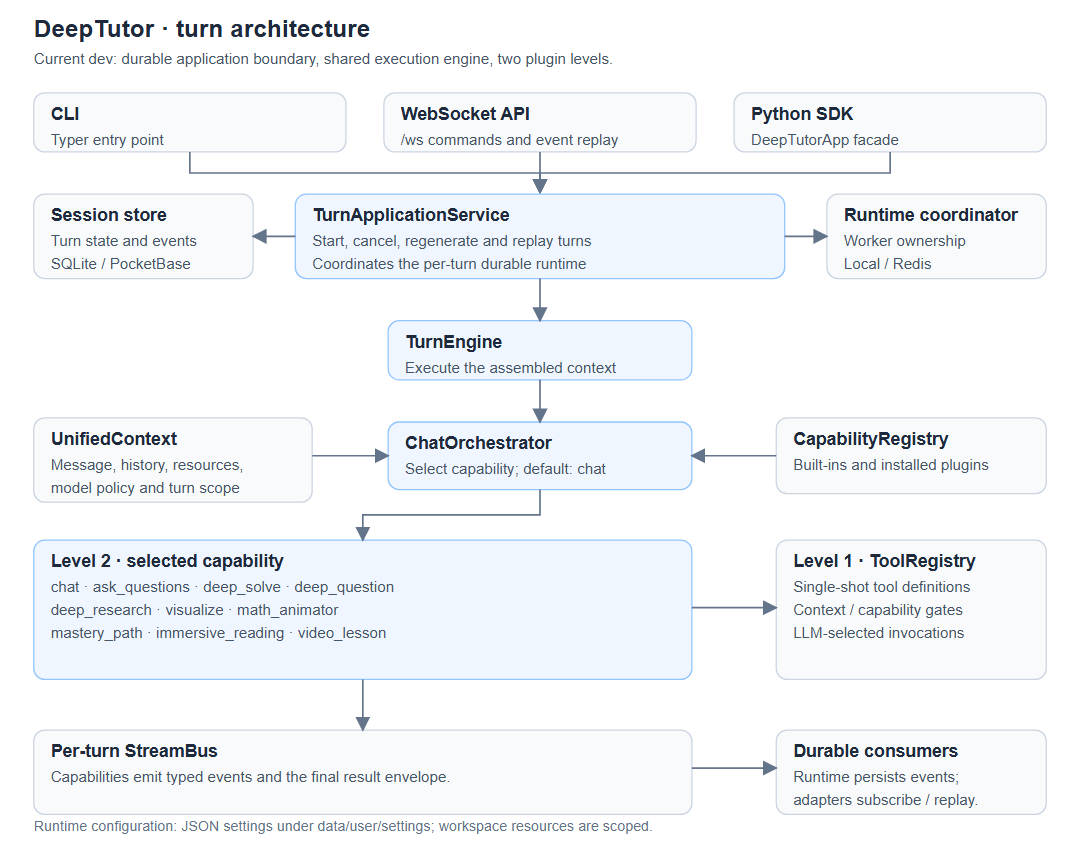 DeepTutor · turn architecture
Current dev: durable application boundary, shared execution engine, two plugin levels.
CLI
Typer entry point
WebSocket API
/ws commands and event replay
Python SDK
DeepTutorApp facade
Session store
Turn state and events
SQLite / PocketBase
TurnApplicationService
Start, cancel, regenerate and replay turns
Coordinates the per-turn durable runtime
Runtime coordinator
Worker ownership
Local / Redis
TurnEngine
Execute the assembled context
UnifiedContext
Message, history, resources,
model policy and turn scope
ChatOrchestrator
Select capability; default: chat
CapabilityRegistry
Built-ins and installed plugins
Level 2 · selected capability
chat · ask_questions · deep_solve · deep_question
deep_research · visualize · math_animator
mastery_path · immersive_reading · video_lesson
Level 1 · ToolRegistry
Single-shot tool definitions
Context / capability gates
LLM-selected invocations
Per-turn StreamBus
Capabilities emit typed events and the final result envelope.
Durable consumers
Runtime persists events;
adapters subscribe / replay.
Runtime configuration: JSON settings under data/user/settings; workspace resources are scoped.